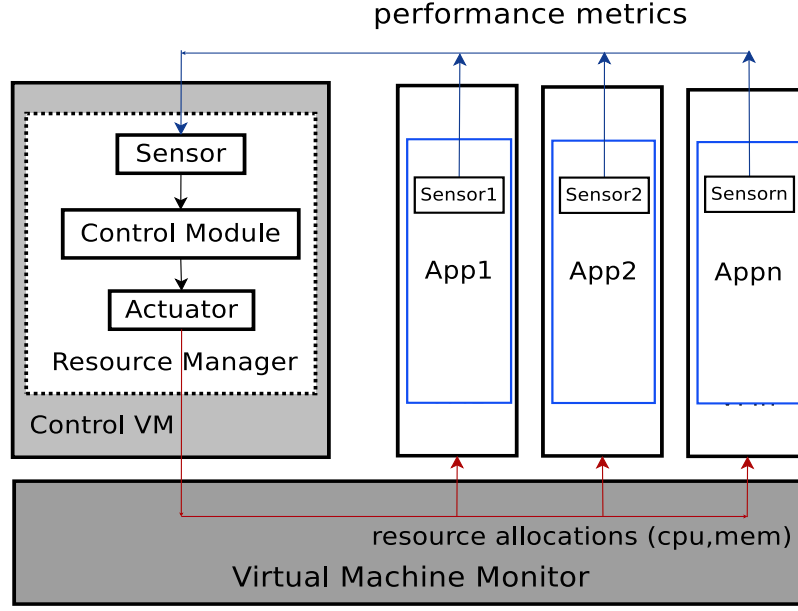 performance metrics
Sensor
Control Module
Actuator
Resource Manager
Control VM
Sensor1
App1
Sensor2
App2
Sensorn
Appn
resource allocations (cpu,mem)
Virtual Machine Monitor